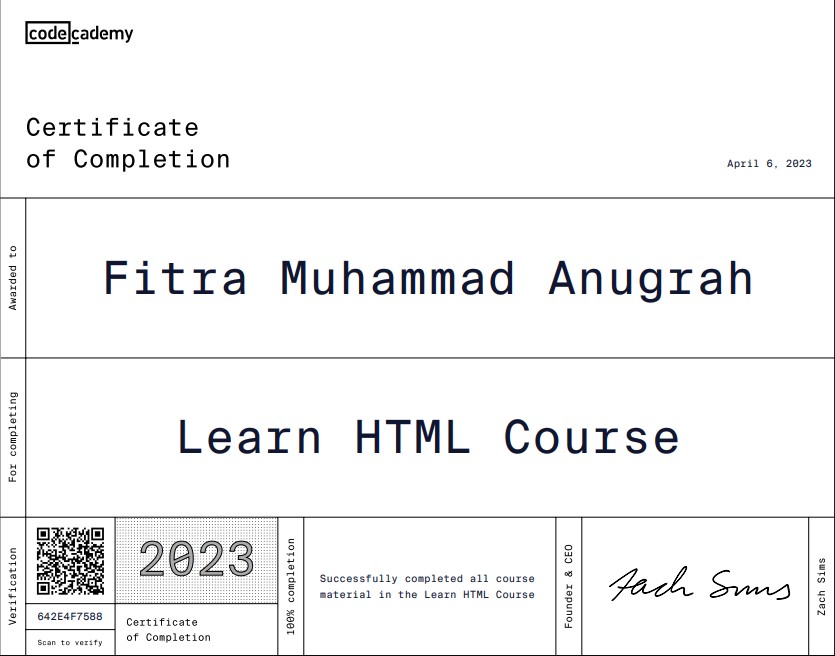 codecademy
Certificate
of Completion
April 6, 2023
Awarded to
Fitra Muhammad Anugrah
For completing
Learn HTML Course
Verification
642E4F7588
Scan to verify
2023
Certificate
of Completion
100% completion
Successfully completed all course
material in the Learn HTML Course
Founder & CEO
Zach Sims
Zach Sims